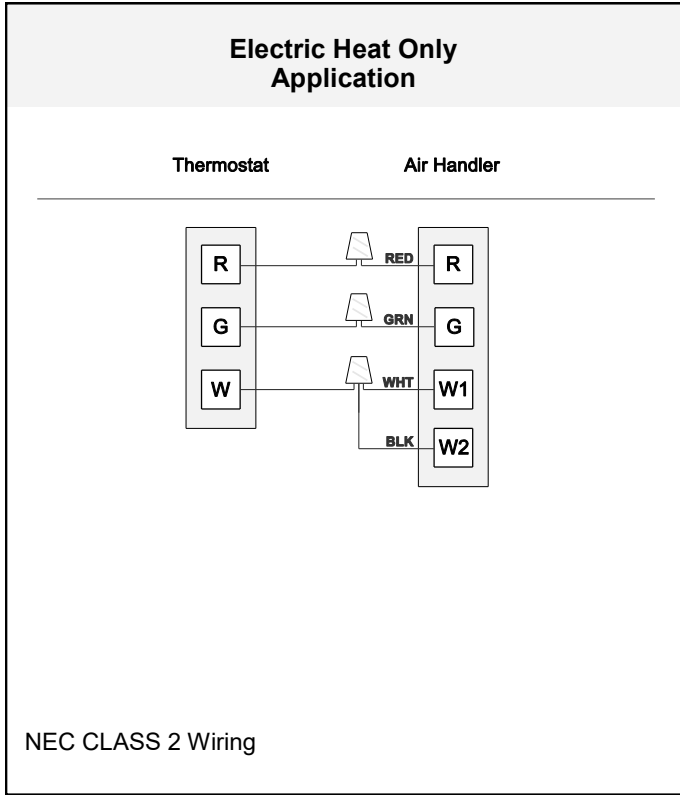 Electric Heat Only
Application
Thermostat Air Handler
R RED R
G GRN G
W WHT W1
BLK W2
NEC CLASS 2 Wiring